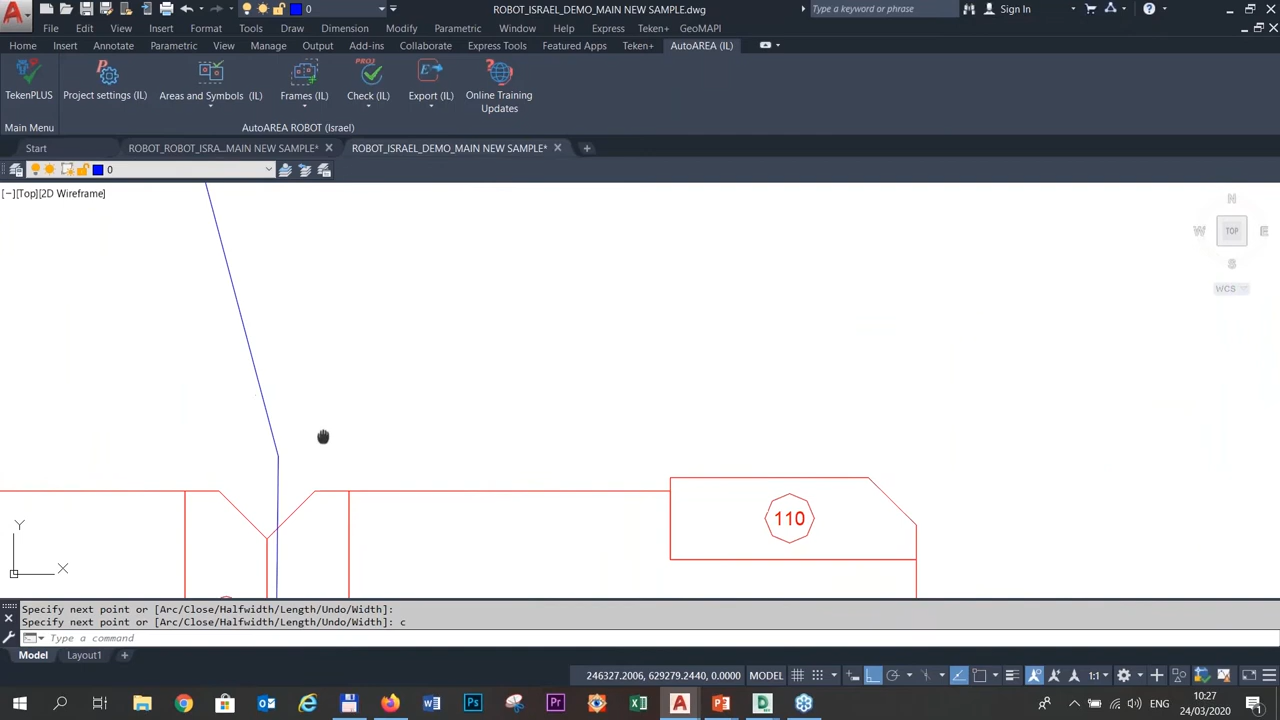 ROBOT_ISRAEL_DEMO_MAIN NEW SAMPLE.dwg
0
Type a keyword or phrase
Sign In
File Edit View Insert Format Tools Draw Dimension Modify Parametric Window Help Express Teken+ GeoMAPI
Home Insert Annotate Parametric View Manage Output Add-ins Collaborate Express Tools Featured Apps Teken+ AutoAREA (IL)
TekenPLUS Project settings (IL) Areas and Symbols (IL) Frames (IL) Check (IL) Export (IL) Online Training
Updates
Main Menu AutoAREA ROBOT (Israel)
Start ROBOT_ROBOT_ISRA...MAIN NEW SAMPLE* ROBOT_ISRAEL_DEMO_MAIN NEW SAMPLE*
0
[−][Top][2D Wireframe]
N
W TOP E
S
WCS
110
Y
X
Specify next point or [Arc/Close/Halfwidth/Length/Undo/Width]:
Specify next point or [Arc/Close/Halfwidth/Length/Undo/Width]: c
Type a command
Model Layout1
246327.2006, 629279.2440, 0.0000 MODEL 1:1
ENG 10:27
24/03/2020